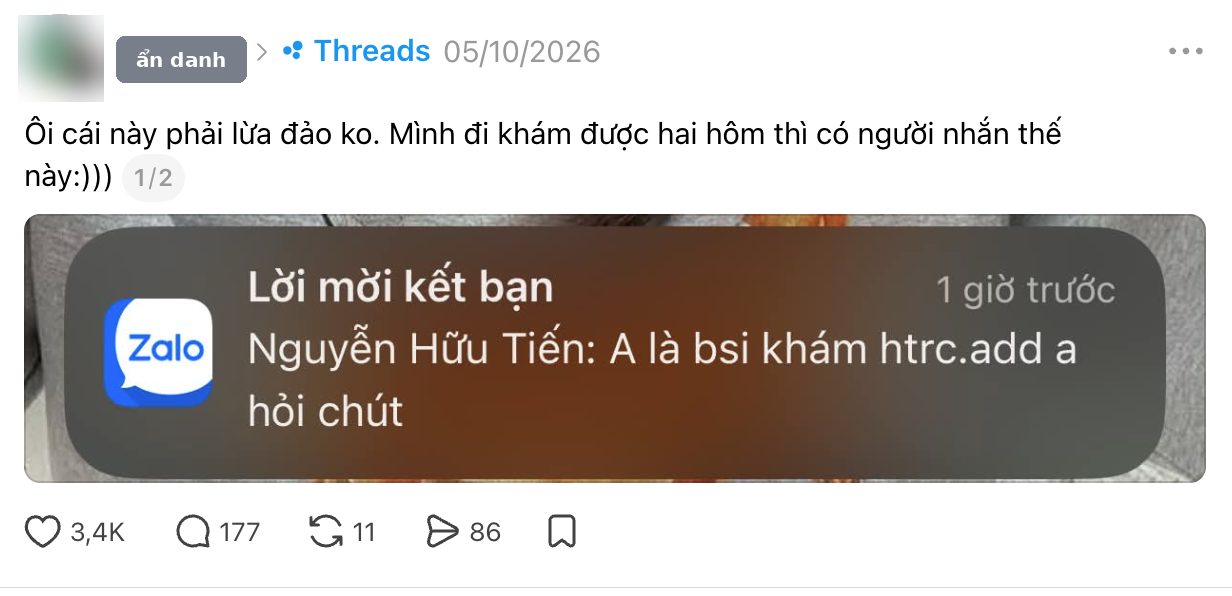 ẩn danh > Threads 05/10/2026
Ôi cái này phải lừa đảo ko. Mình đi khám được hai hôm thì có người nhắn thế
này:))) 1/2
Lời mời kết bạn 1 giờ trước
Zalo
Nguyễn Hữu Tiến: A là bsi khám htrc.add a
hỏi chút
3,4K 177 11 86